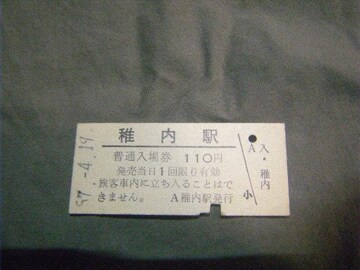 稚内駅
普通入場券 110円
発売当日1回限り有効
旅客車内に立ち入ることはで
きません。 A稚内駅発行
57.-4.19
A
入・稚内
小